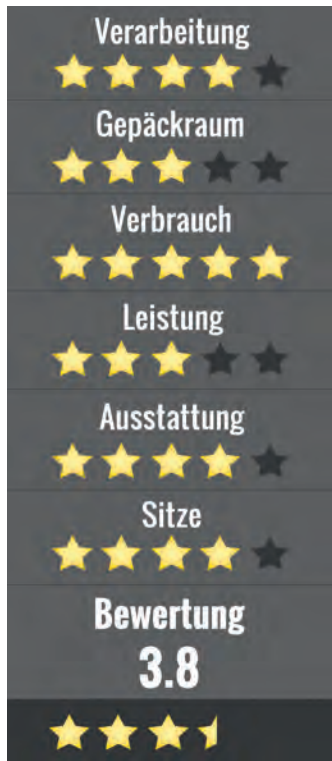 Verarbeitung
Gepäckraum
Verbrauch
Leistung
Ausstattung
Sitze
Bewertung
3.8